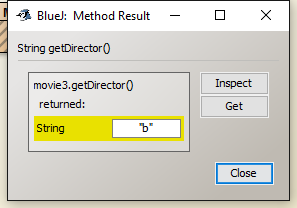 BlueJ: Method Result
String getDirector()
movie3.getDirector()
returned:
String "b"
Inspect
Get
Close